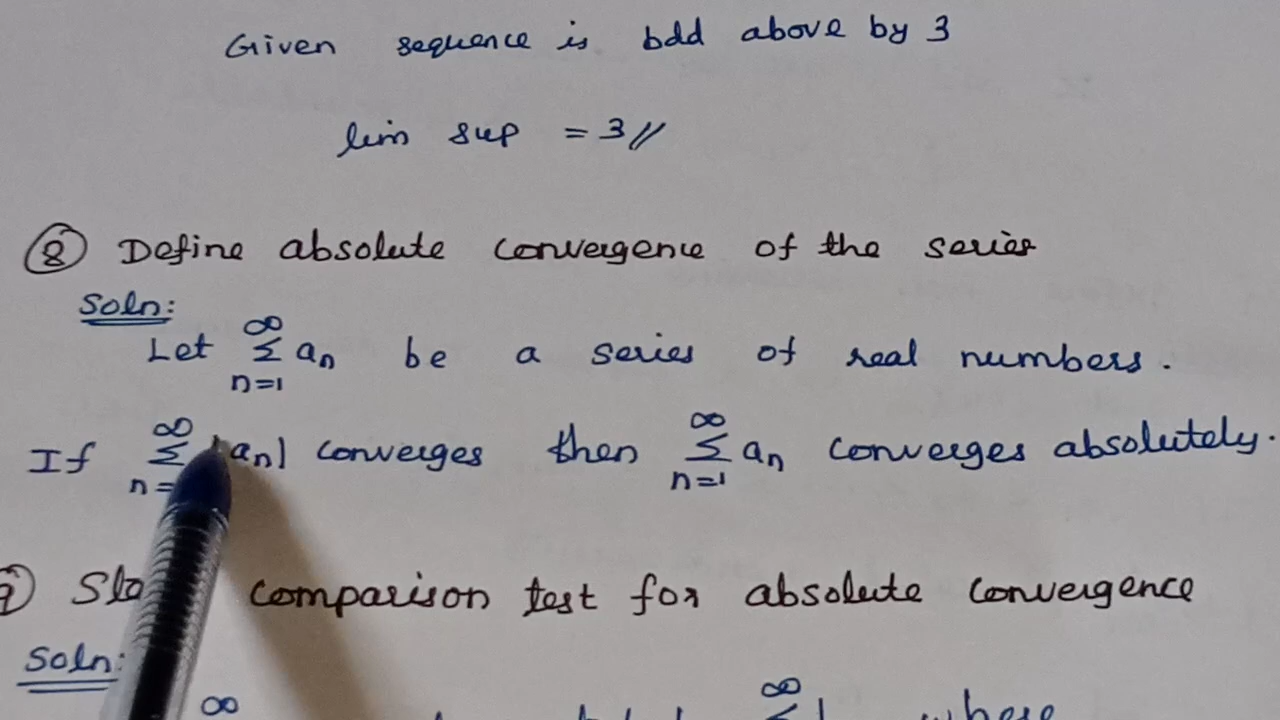 Given sequence is bdd above by 3
lim sup = 3//
⑧ Define absolute convergence of the series
Soln:
Let ∞ Σ n=1 aₙ be a series of real numbers.
If ∞ Σ n= |aₙ| converges then ∞ Σ n=1 aₙ converges absolutely.
comparison test for absolute convergence
Soln:
∞ ∞ Σ where